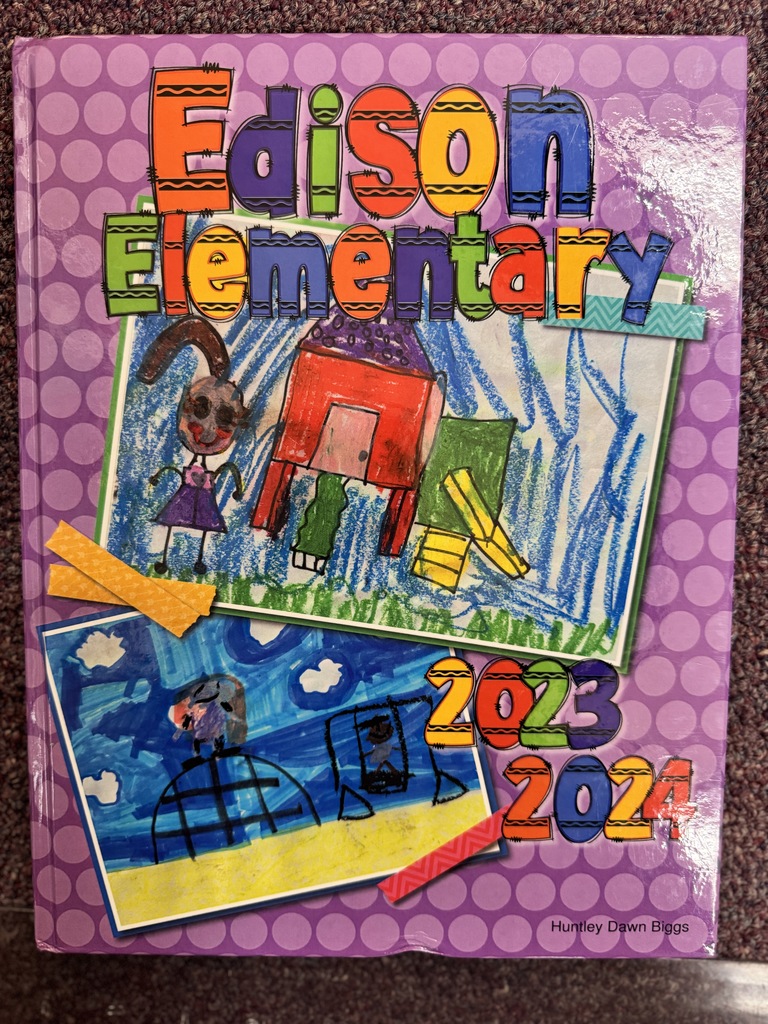 Edison
Elementary
2023
2024
Huntley Dawn Biggs